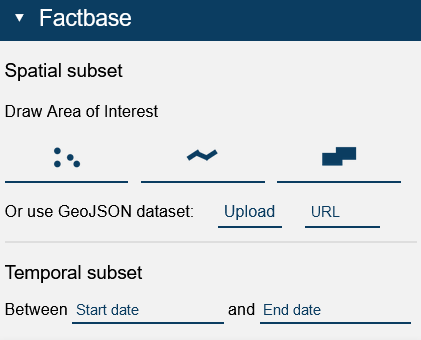 Factbase
Spatial subset
Draw Area of Interest
Or use GeoJSON dataset: Upload URL
Temporal subset
Between Start date and End date